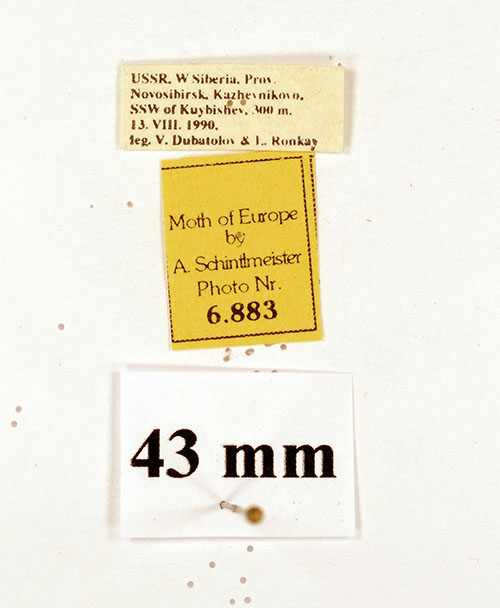 USSR, W Siberia, Prov.
Novosibirsk, Kazhevnikovo,
SSW of Kuybishev, 300 m.
13. VIII. 1990,
leg. V. Dubatolov & L. Ronkay
Moth of Europe
by
A. Schintlmeister
Photo Nr.
6.883
43 mm